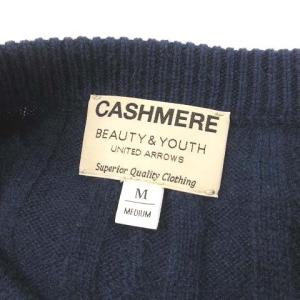 CASHMERE
BEAUTY & YOUTH
UNITED ARROWS
Superior Quality Clothing
M
MEDIUM